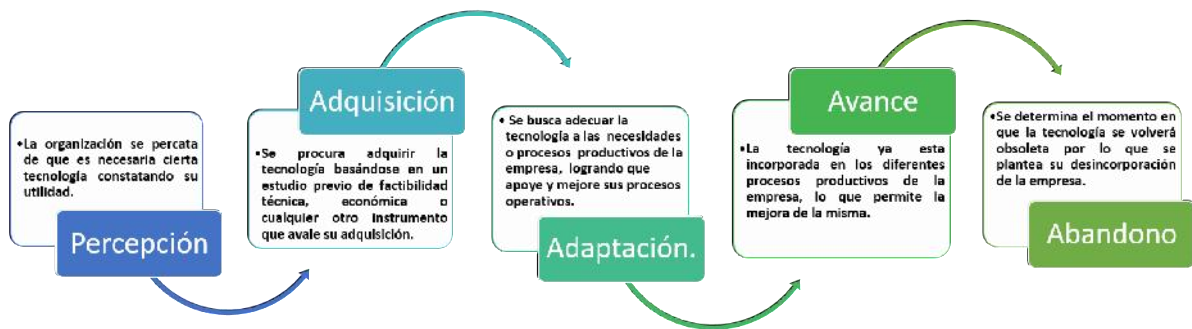 •La organización se percata
de que es necesaria cierta
tecnología constatando su
utilidad.
Percepción
Adquisición
•Se procura adquirir la
tecnología basándose en un
estudio previo de factibilidad
técnica, económica o
cualquier otro instrumento
que avale su adquisición.
• Se busca adecuar la
tecnología a las necesidades
o procesos productivos de la
empresa, logrando que
apoye y mejore sus procesos
operativos.
Adaptación.
Avance
•La tecnología ya esta
incorporada en los diferentes
procesos productivos de la
empresa, lo que permite la
mejora de la misma.
•Se determina el momento en
que la tecnología se volverá
obsoleta por lo que se
plantea su desincorporación
de la empresa.
Abandono